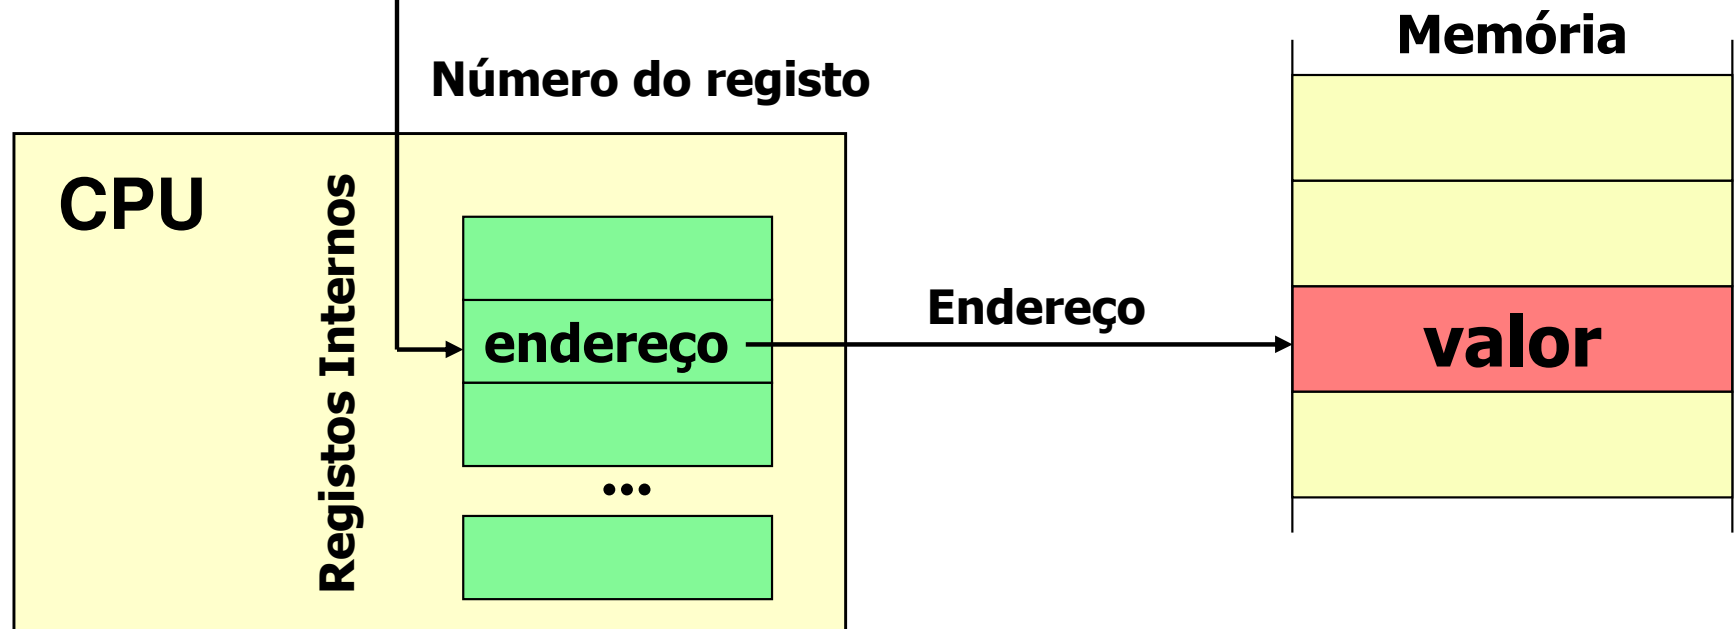 Memória
Número do registo
CPU
Registos Internos
endereço
Endereço
valor
...